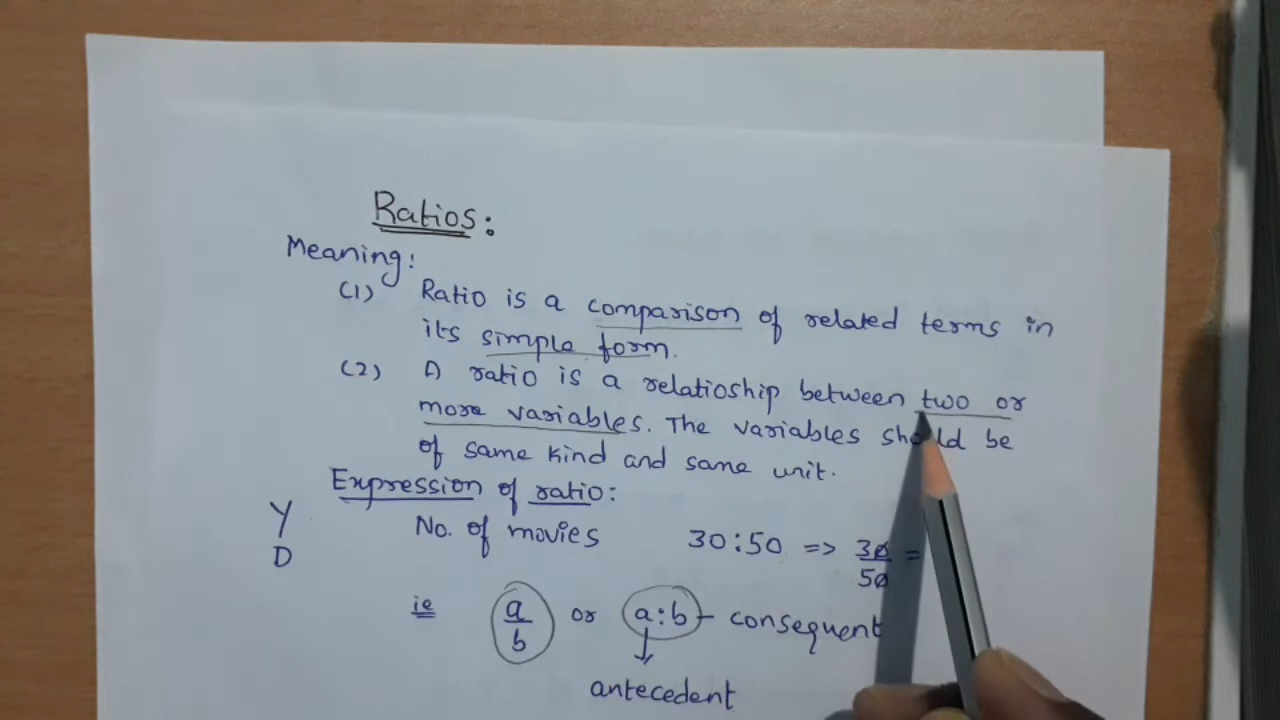 Ratios:
Meaning:
(1) Ratio is a comparison of related terms in
its simple form.
(2) A ratio is a relatioship between two or
more variables. The variables should be
of same kind and same unit.
Expression of ratio:
Y
No. of movies 30:50 => 30/50 =
D
ie a/b or a:b - consequent
antecedent